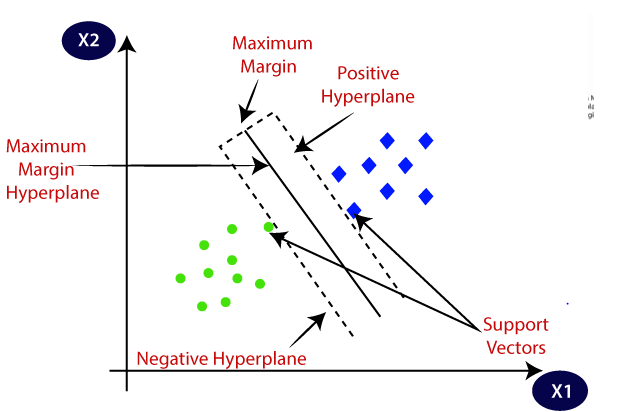 X2
Maximum
Margin
Positive
Hyperplane
Maximum
Margin
Hyperplane
Support
Vectors
Negative Hyperplane
X1